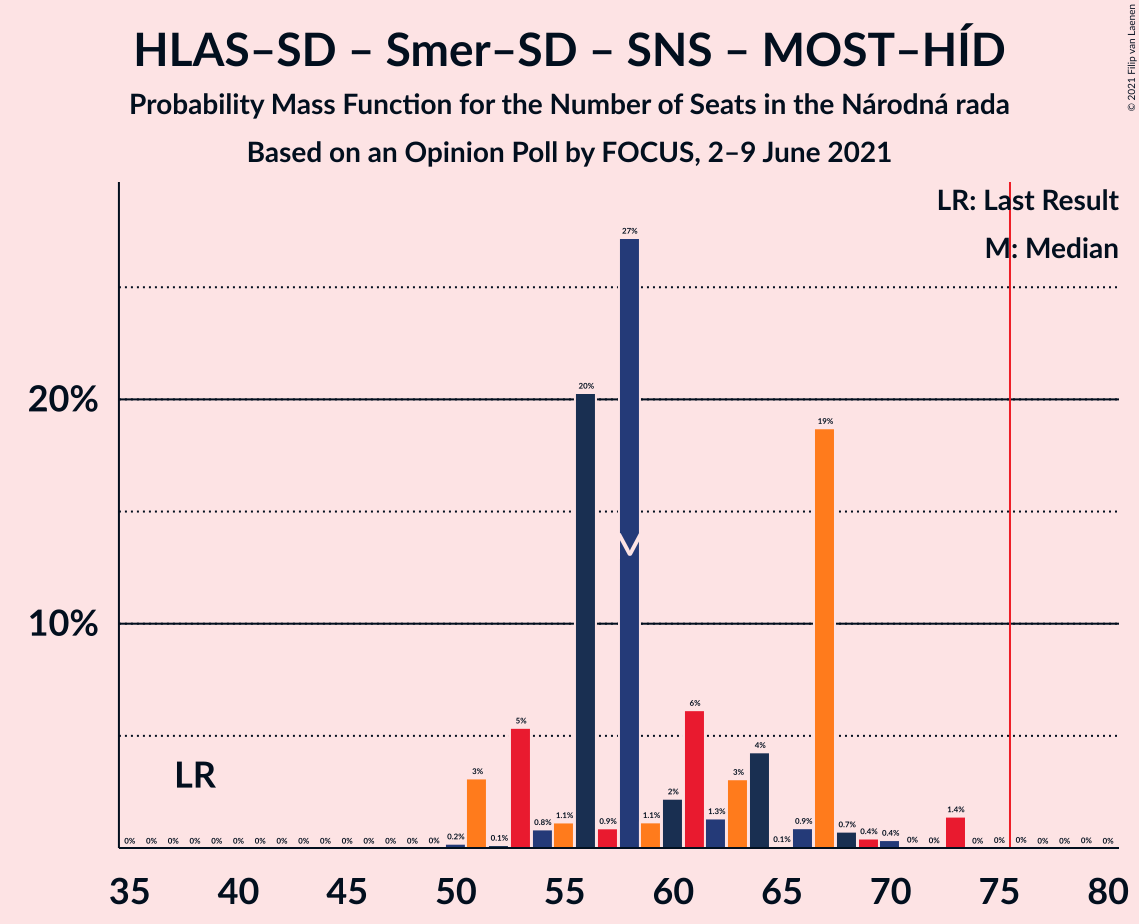 HLAS–SD – Smer–SD – SNS – MOST–HÍD
Probability Mass Function for the Number of Seats in the Národná rada
Based on an Opinion Poll by FOCUS, 2–9 June 2021
© 2021 Filip van Laenen
LR: Last Result
M: Median
20%
10%
LR
M
0% 0% 0% 0% 0% 0% 0% 0% 0% 0% 0% 0% 0% 0% 0% 0.2% 3% 0.1% 5% 0.8% 1.1% 20% 0.9% 27% 1.1% 2% 6% 1.3% 3% 4% 0.1% 0.9% 19% 0.7% 0.4% 0.4% 0% 0% 1.4% 0% 0% 0% 0% 0% 0% 0%
35 40 45 50 55 60 65 70 75 80